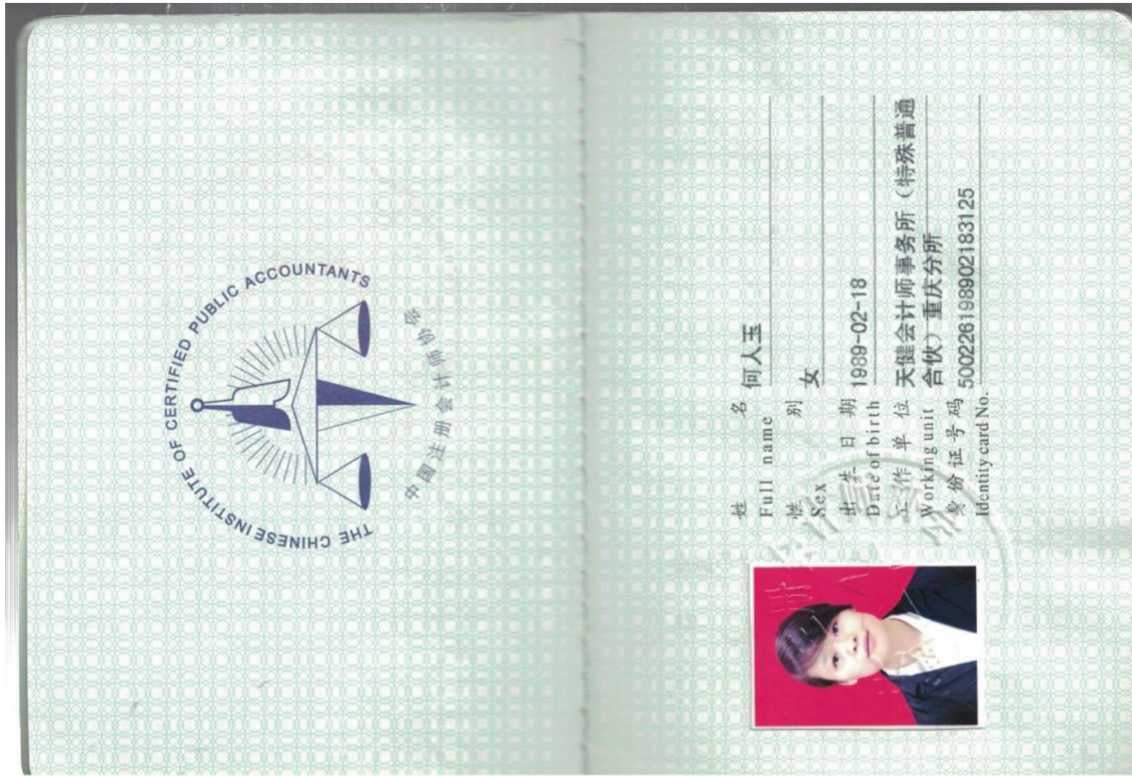 THE CHINESE INSTITUTE OF CERTIFIED PUBLIC ACCOUNTANTS
中国注册会计师协会
姓 名 何人玉
Full name
性 别 女
Sex
出生日期 1989-02-18
Date of birth
工作单位 天健会计师事务所（特殊普通
Working unit 合伙）重庆分所
身份证号码 500226198902183125
Identity card No.